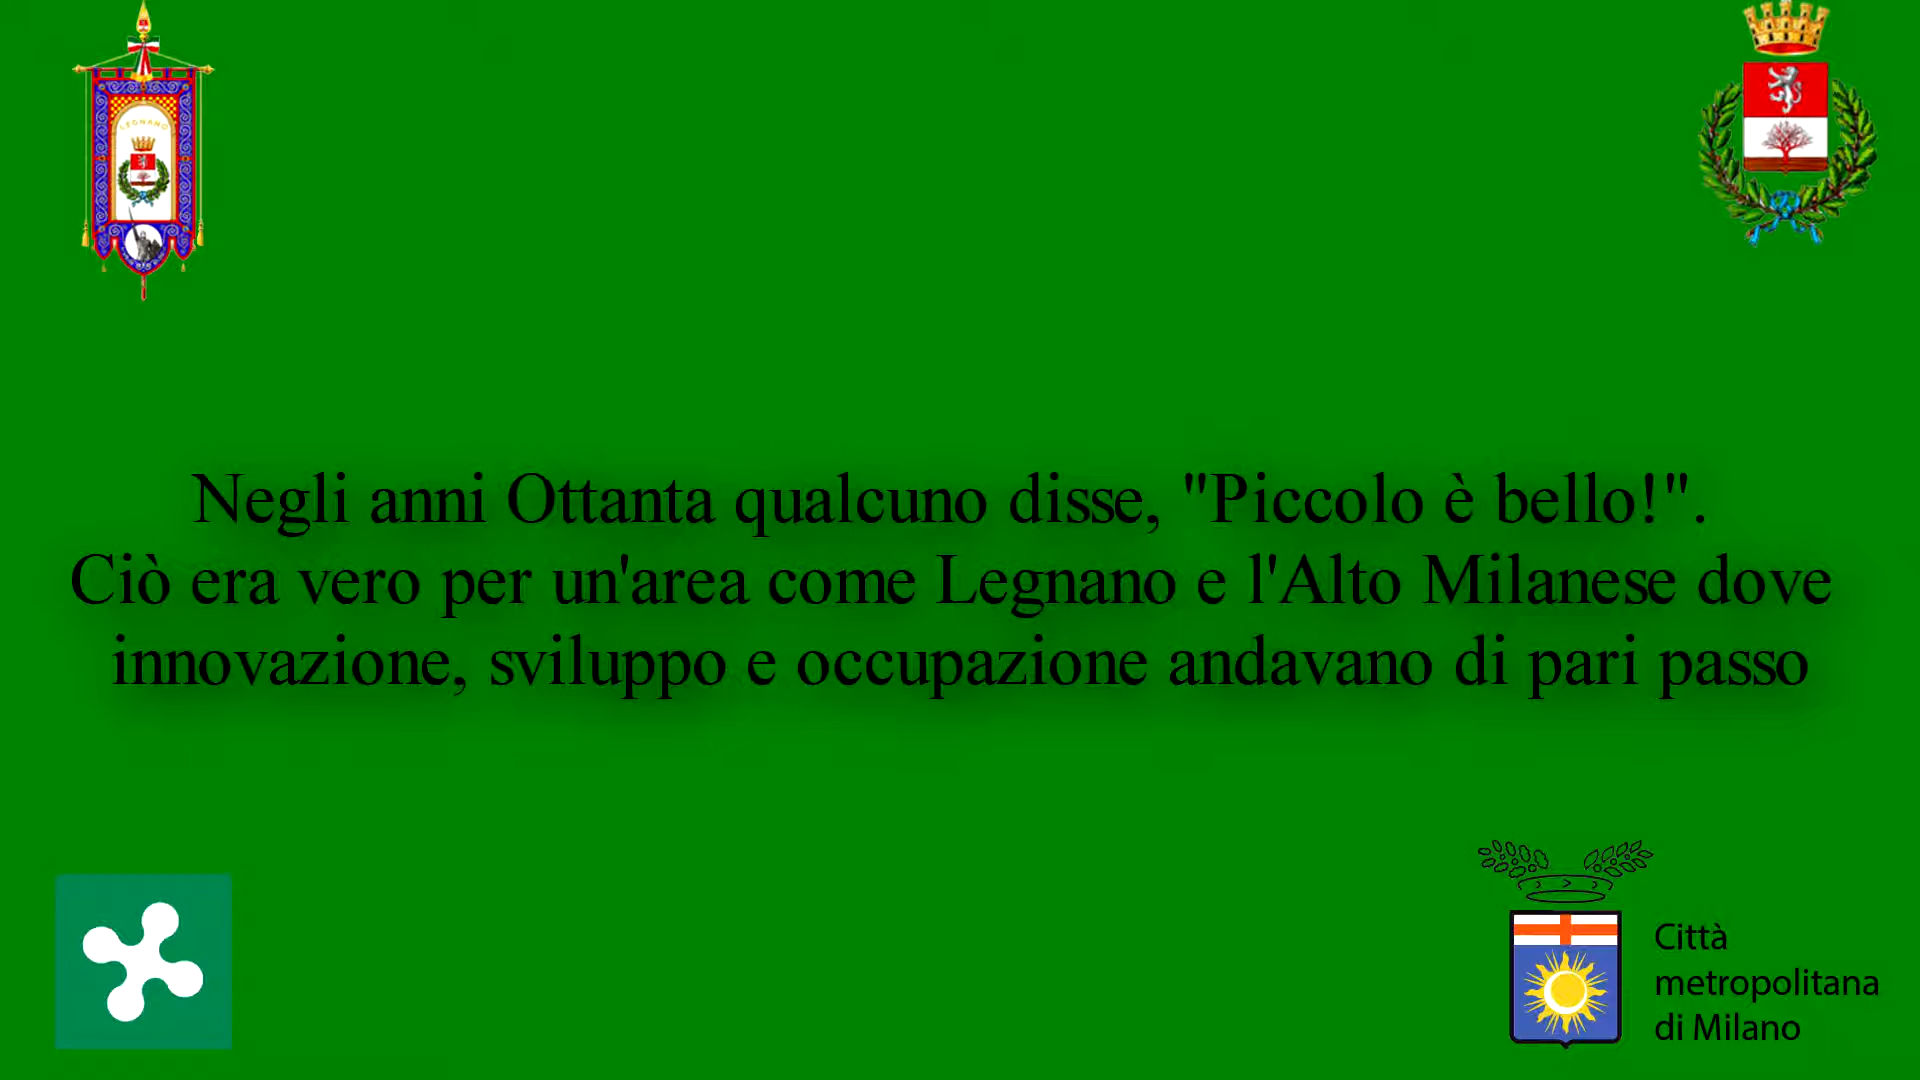 LEGNANO
Negli anni Ottanta qualcuno disse, "Piccolo è bello!".
Ciò era vero per un'area come Legnano e l'Alto Milanese dove
innovazione, sviluppo e occupazione andavano di pari passo
Città
metropolitana
di Milano